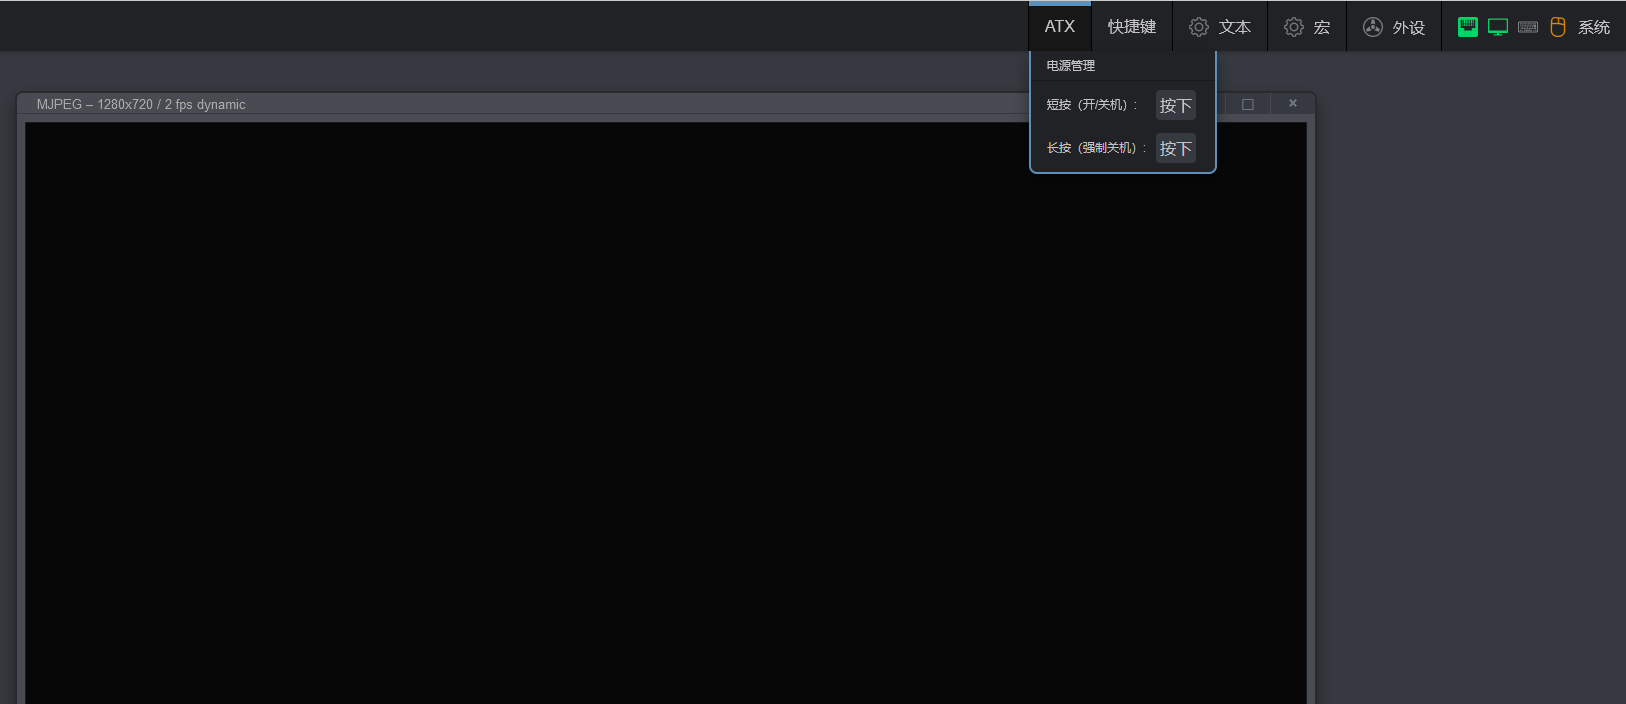 ATX 快捷键 文本 宏 外设 系统
电源管理
MJPEG – 1280x720 / 2 fps dynamic
短按（开/关机）: 按下
长按（强制关机）: 按下